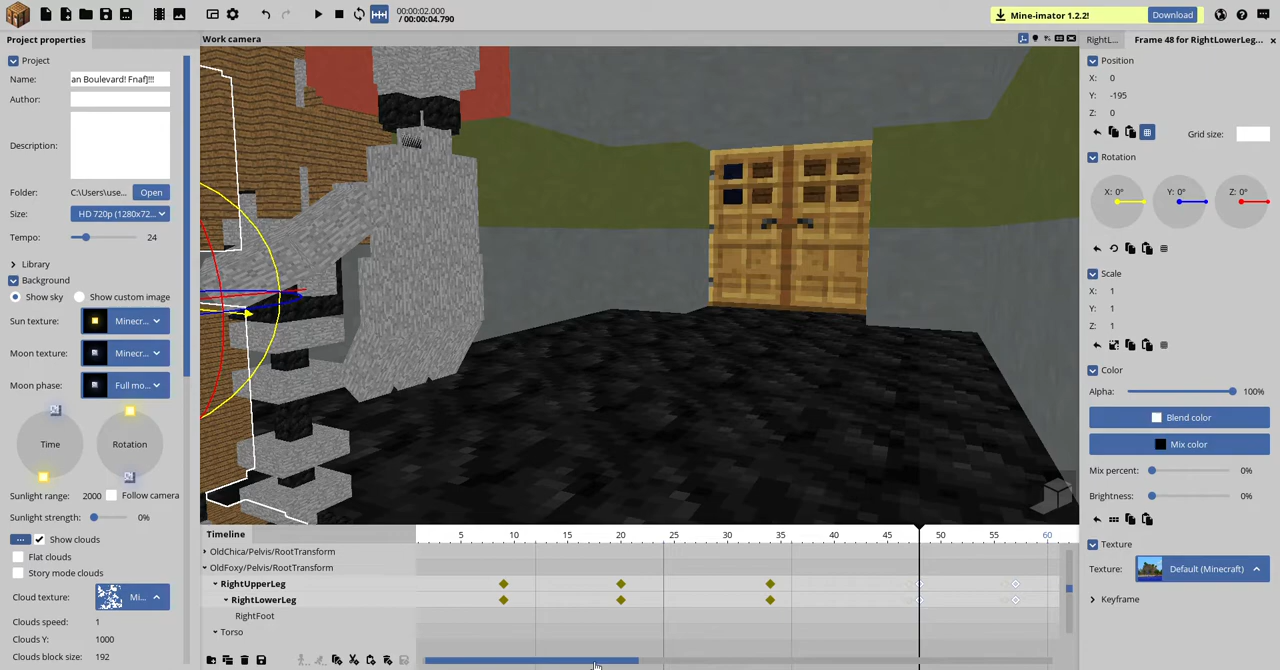 00:00:02.000
/ 00:00:04.790
Mine-imator 1.2.2!
Download
Project properties
Work camera
RightL...
Frame 48 for RightLowerLeg...
Project
Name:
an Boulevard! Fnaf]!!!
Author:
Description:
Folder:
C:\Users\use...
Open
Size:
HD 720p (1280x72...
Tempo:
24
Library
Background
Show sky
Show custom image
Sun texture:
Minecr...
Moon texture:
Minecr...
Moon phase:
Full mo...
Time
Rotation
Sunlight range:
2000
Follow camera
Sunlight strength:
0%
...
Show clouds
Flat clouds
Story mode clouds
Cloud texture:
Mi...
Clouds speed:
1
Clouds Y:
1000
Clouds block size:
192
Position
X:
0
Y:
-195
Z:
0
Grid size:
Rotation
X: 0°
Y: 0°
Z: 0°
Scale
X:
1
Y:
1
Z:
1
Color
Alpha:
100%
Blend color
Mix color
Mix percent:
0%
Brightness:
0%
Texture
Texture:
Default (Minecraft)
Keyframe
Timeline
5
10
15
20
25
30
35
40
45
50
55
60
OldChica/Pelvis/RootTransform
OldFoxy/Pelvis/RootTransform
RightUpperLeg
RightLowerLeg
RightFoot
Torso